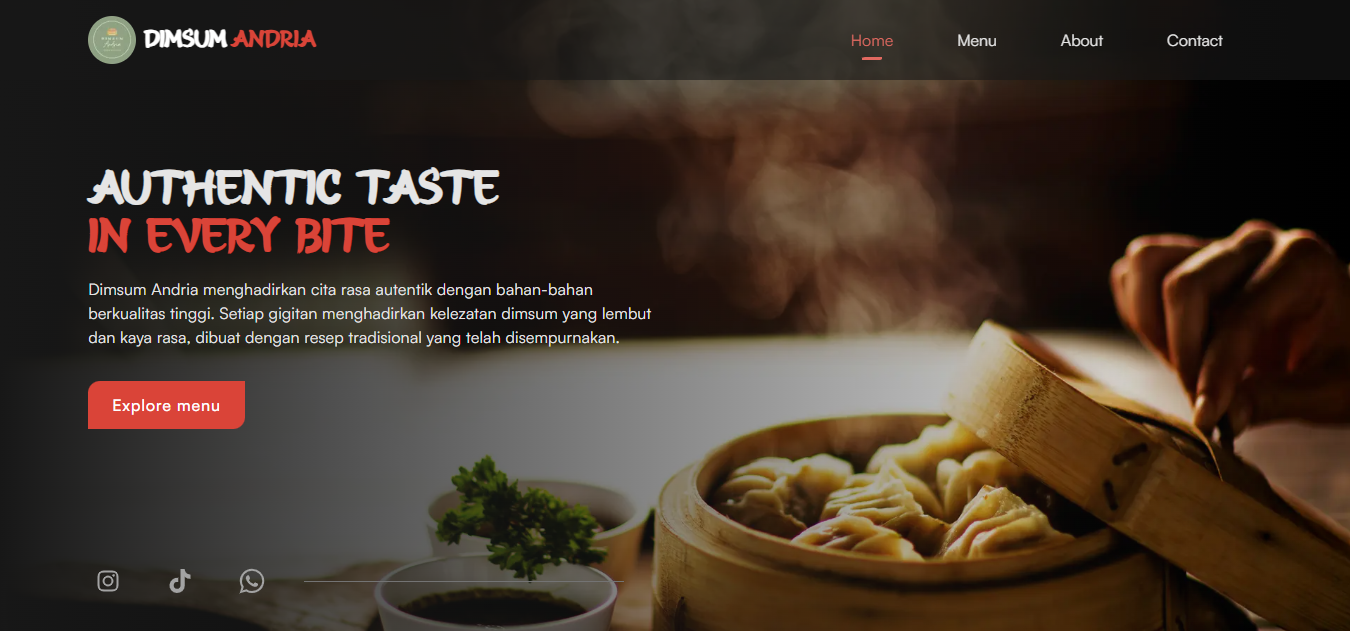 DIMSUM ANDRIA
Home
Menu
About
Contact
AUTHENTIC TASTE
IN EVERY BITE
Dimsum Andria menghadirkan cita rasa autentik dengan bahan-bahan
berkualitas tinggi. Setiap gigitan menghadirkan kelezatan dimsum yang lembut
dan kaya rasa, dibuat dengan resep tradisional yang telah disempurnakan.
Explore menu